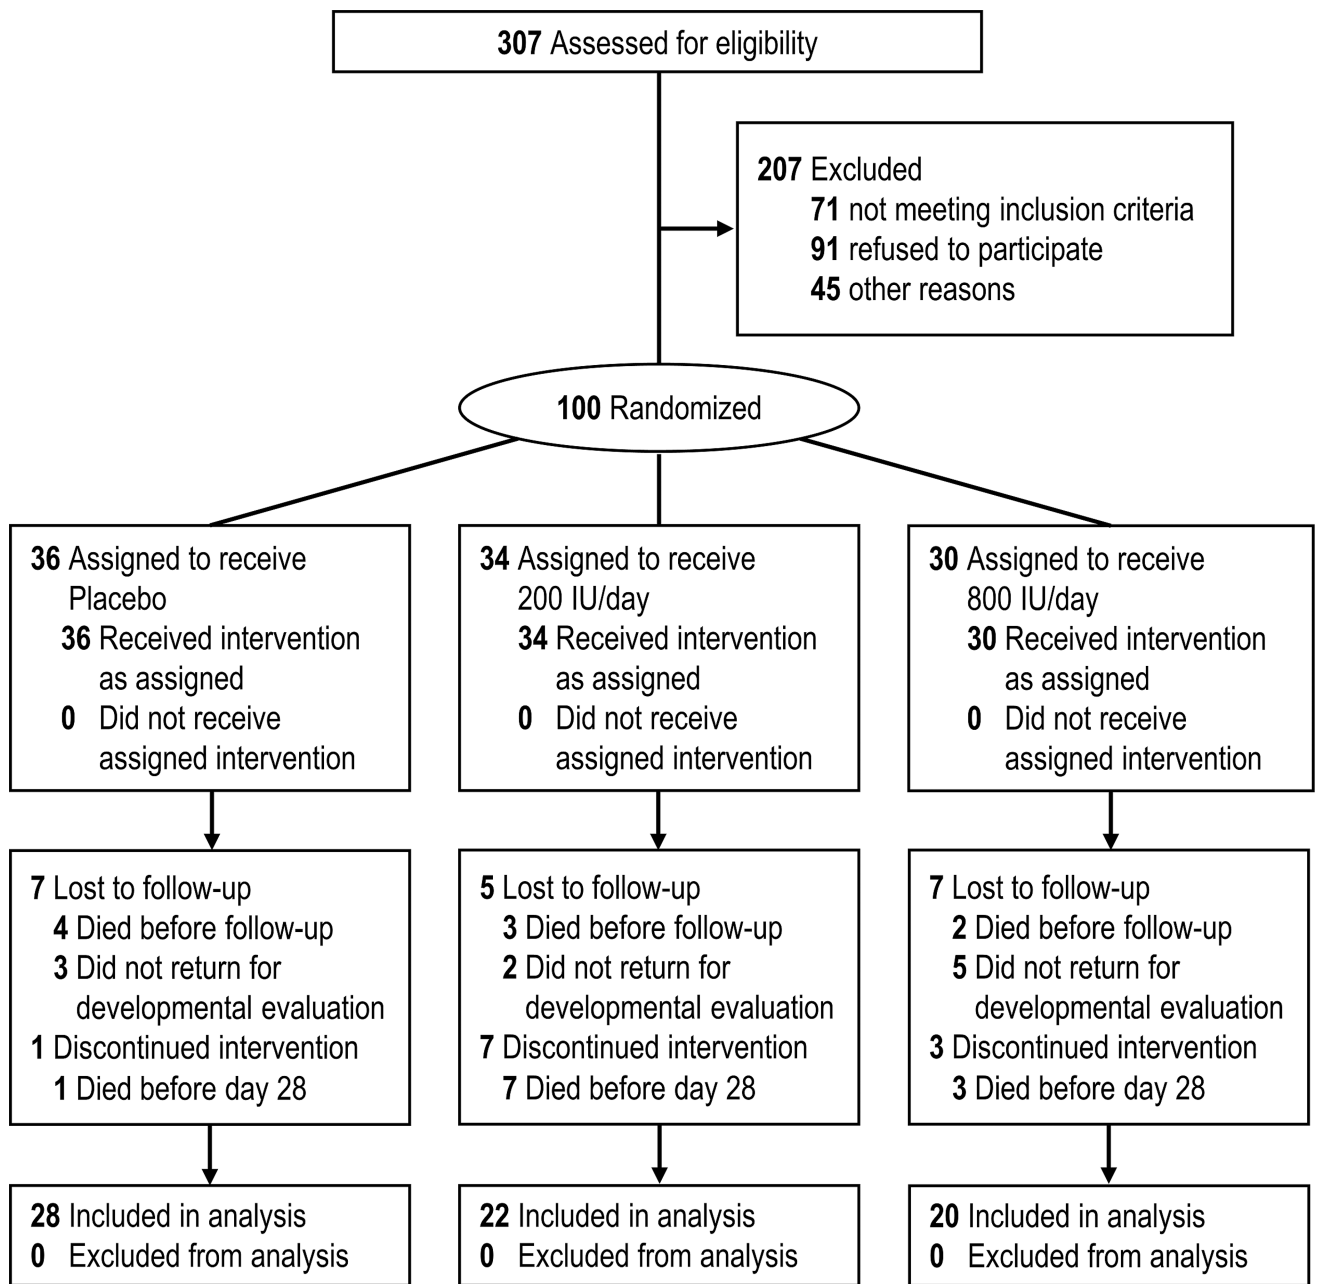 307 Assessed for eligibility
207 Excluded
71 not meeting inclusion criteria
91 refused to participate
45 other reasons
100 Randomized
36 Assigned to receive
Placebo
36 Received intervention
as assigned
0 Did not receive
assigned intervention
34 Assigned to receive
200 IU/day
34 Received intervention
as assigned
0 Did not receive
assigned intervention
30 Assigned to receive
800 IU/day
30 Received intervention
as assigned
0 Did not receive
assigned intervention
7 Lost to follow-up
4 Died before follow-up
3 Did not return for
developmental evaluation
1 Discontinued intervention
1 Died before day 28
5 Lost to follow-up
3 Died before follow-up
2 Did not return for
developmental evaluation
7 Discontinued intervention
7 Died before day 28
7 Lost to follow-up
2 Died before follow-up
5 Did not return for
developmental evaluation
3 Discontinued intervention
3 Died before day 28
28 Included in analysis
0 Excluded from analysis
22 Included in analysis
0 Excluded from analysis
20 Included in analysis
0 Excluded from analysis